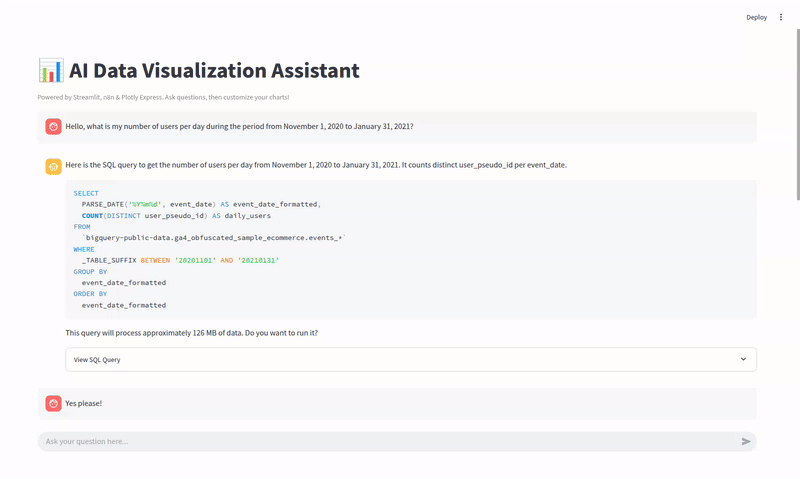 Deploy
AI Data Visualization Assistant
Powered by Streamlit, n8n & Plotly Express. Ask questions, then customize your charts!
Hello, what is my number of users per day during the period from November 1, 2020 to January 31, 2021?
Here is the SQL query to get the number of users per day from November 1, 2020 to January 31, 2021. It counts distinct user_pseudo_id per event_date.
SELECT
PARSE_DATE('%Y%m%d', event_date) AS event_date_formatted,
COUNT(DISTINCT user_pseudo_id) AS daily_users
FROM
`bigquery-public-data.ga4_obfuscated_sample_ecommerce.events_*`
WHERE
_TABLE_SUFFIX BETWEEN '20201101' AND '20210131'
GROUP BY
event_date_formatted
ORDER BY
event_date_formatted
This query will process approximately 126 MB of data. Do you want to run it?
View SQL Query
Yes please!
Ask your question here...